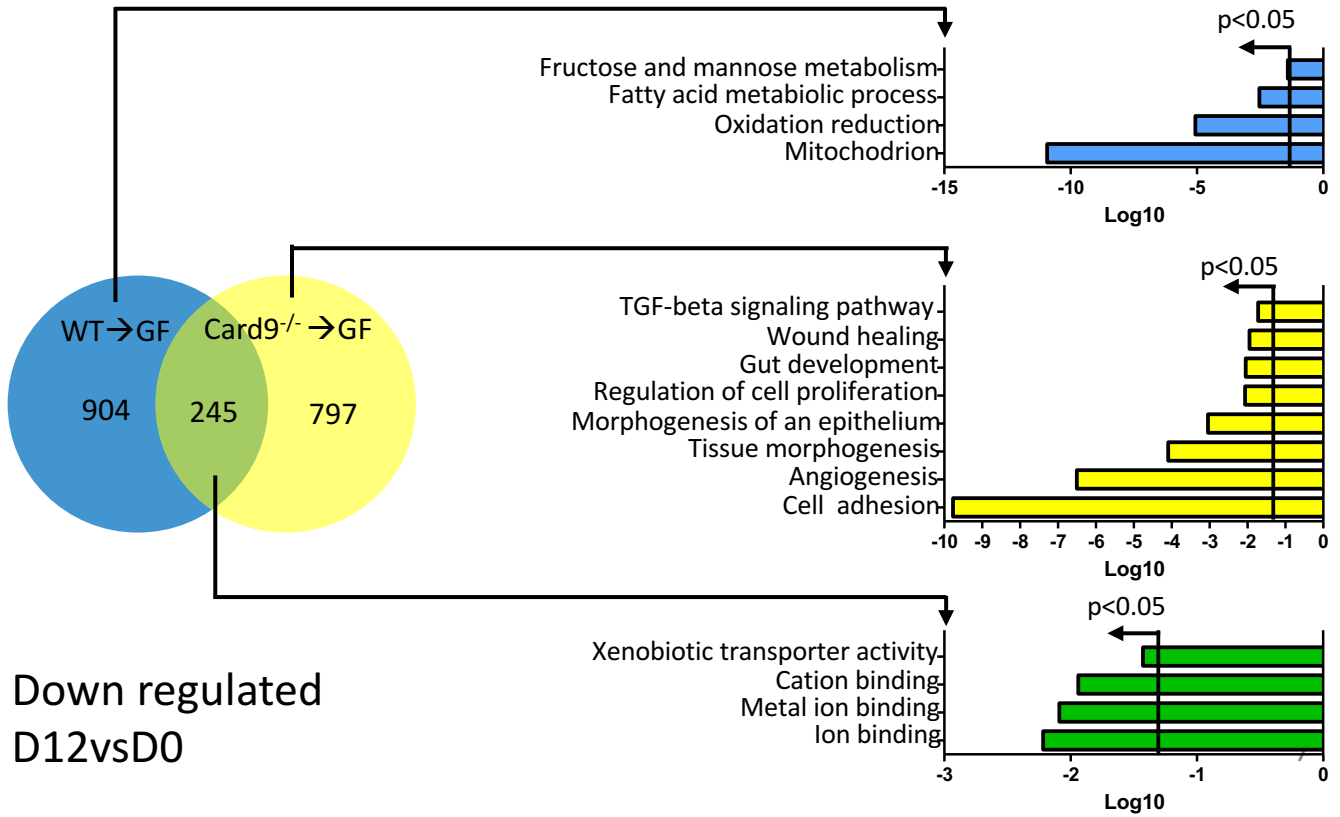 p<0.05
Fructose and mannose metabolism
Fatty acid metabiolic process
Oxidation reduction
Mitochodrion
-15 -10 -5 0
Log10
WT→GF Card9-/- →GF
904 245 797
p<0.05
TGF-beta signaling pathway
Wound healing
Gut development
Regulation of cell proliferation
Morphogenesis of an epithelium
Tissue morphogenesis
Angiogenesis
Cell adhesion
-10 -9 -8 -7 -6 -5 -4 -3 -2 -1 0
Log10
p<0.05
Xenobiotic transporter activity
Cation binding
Metal ion binding
Ion binding
-3 -2 -1 0
Log10
Down regulated
D12vsD0